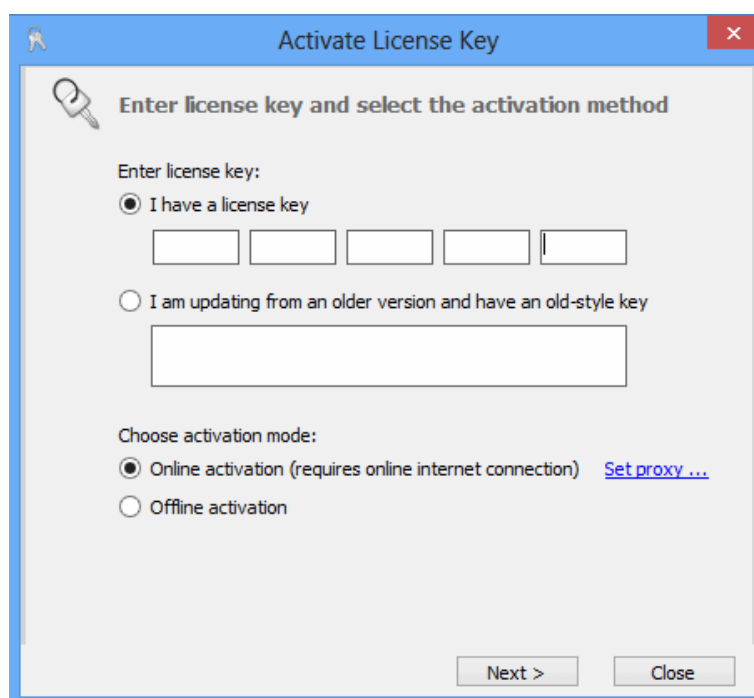 Activate License Key
Enter license key and select the activation method
Enter license key:
I have a license key
I am updating from an older version and have an old-style key
Choose activation mode:
Online activation (requires online internet connection) Set proxy ...
Offline activation
Next > Close